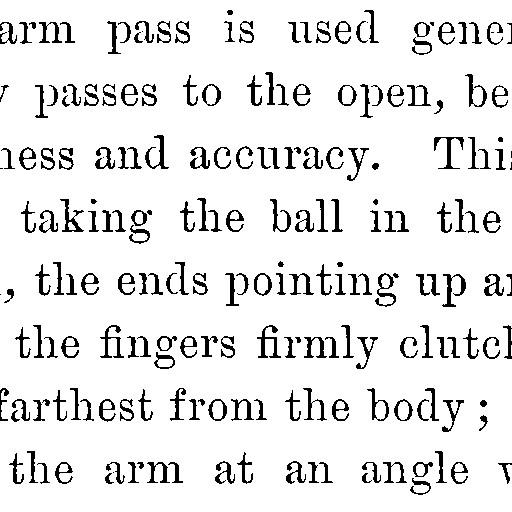 arm pass is used gener
y passes to the open, be
ness and accuracy. This
taking the ball in the
, the ends pointing up an
the fingers firmly clutch
farthest from the body ;
the arm at an angle w